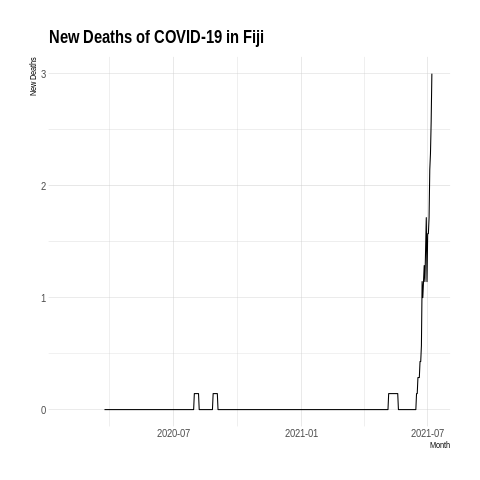 New Deaths of COVID-19 in Fiji
New Deaths
3
2
1
0
2020-07
2021-01
2021-07
Month